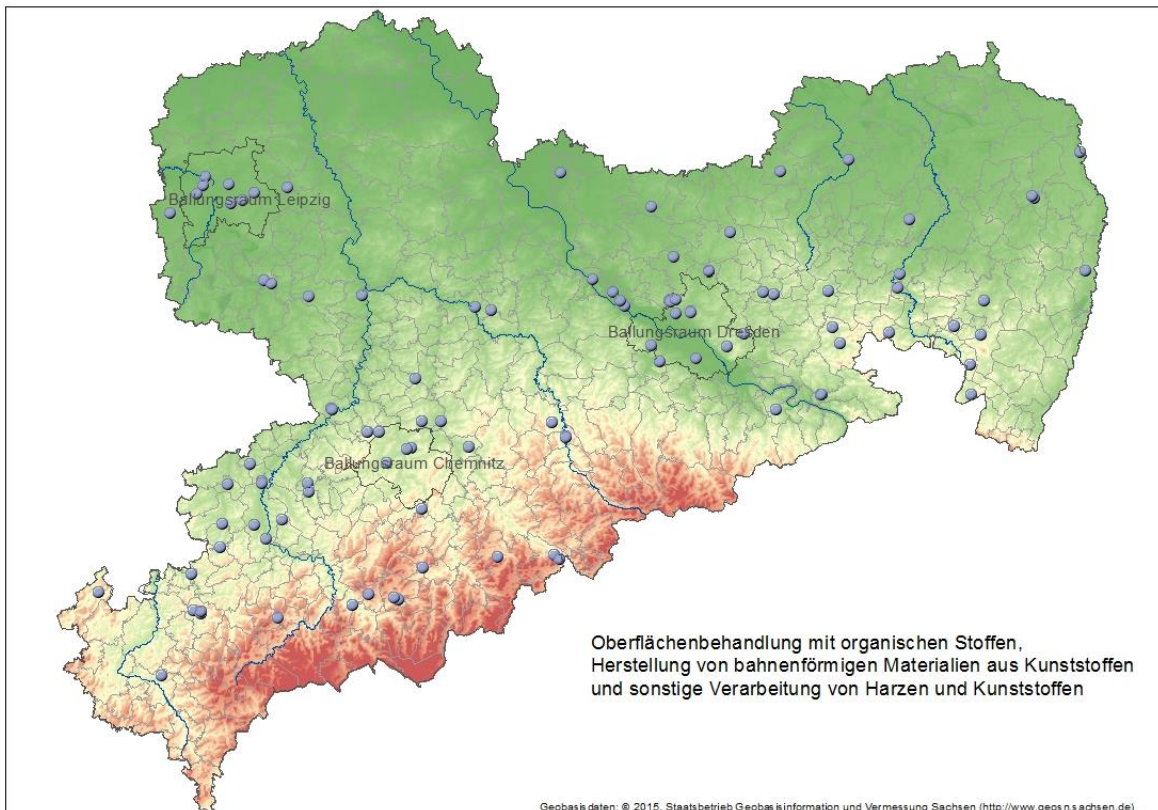 Ballungsraum Leipzig
Ballungsraum Dresden
Ballungsraum Chemnitz
Oberflächenbehandlung mit organischen Stoffen,
Herstellung von bahnenförmigen Materialien aus Kunststoffen
und sonstige Verarbeitung von Harzen und Kunststoffen
Geobasisdaten: © 2015, Staatsbetrieb Geobasisinformation und Vermessung Sachsen (http://www.geosn.sachsen.de)